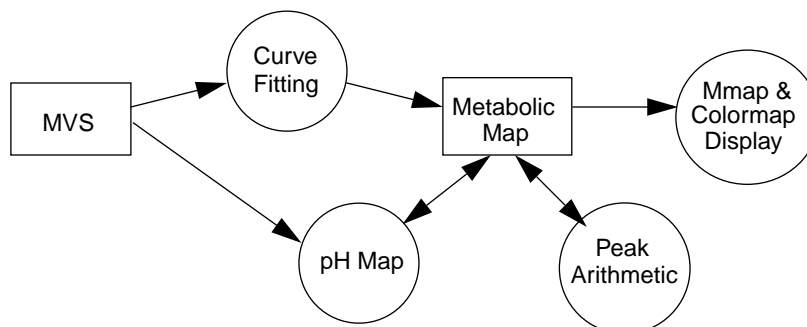 Curve
Fitting
MVS
Metabolic
Map
Mmap &
Colormap
Display
pH Map
Peak
Arithmetic